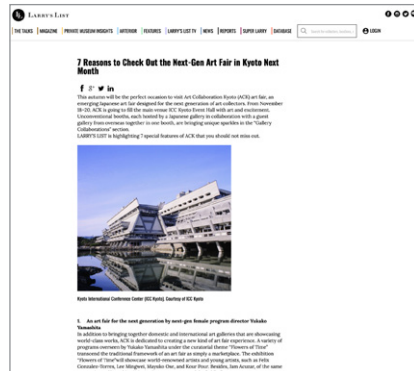 LARRY'S LIST
THE TALKS | MAGAZINE | PRIVATE MUSEUM INSIGHTS | ARTERIOR | FEATURES | LARRY'S LIST TV | NEWS | REPORTS | SUPER LARRY | DATABASE LOGIN
7 Reasons to Check Out the Next-Gen Art Fair in Kyoto Next
Month
This autumn will be the perfect occasion to visit Art Collaboration Kyoto (ACK) art fair, an
emerging Japanese art fair designed for the next generation of art collectors. From November
18-20, ACK is going to fill the main venue ICC Kyoto Event Hall with art and excitement.
Unconventional booths, each hosted by a Japanese gallery in collaboration with a guest
gallery from overseas together in our booth, are bringing unique sparkles in the "Gallery
Collaborations" section.
LARRY'S LIST is highlighting 7 special features of ACK that you should not miss out.
Kyoto International Conference Center (ICC Kyoto). Courtesy of ICC Kyoto
1. An art fair for the next generation by next-gen female program director Yukako
Yamashita
In addition to bringing together domestic and international art galleries that are showcasing
world-class works, ACK is dedicated to creating a new kind of art fair experience. A variety of
programs overseen by Yukako Yamashita under the curatorial theme "Flowers of Time"
transcend the traditional framework of an art fair as simply a marketplace. The exhibition
"Flowers of Time" will showcase world-renowned artists and young artists, such as Felix
Gonzalez-Torres, Lee Mingwei, Mayuko One, and Kour Pour. Besides, Jam Acuzar, of the same